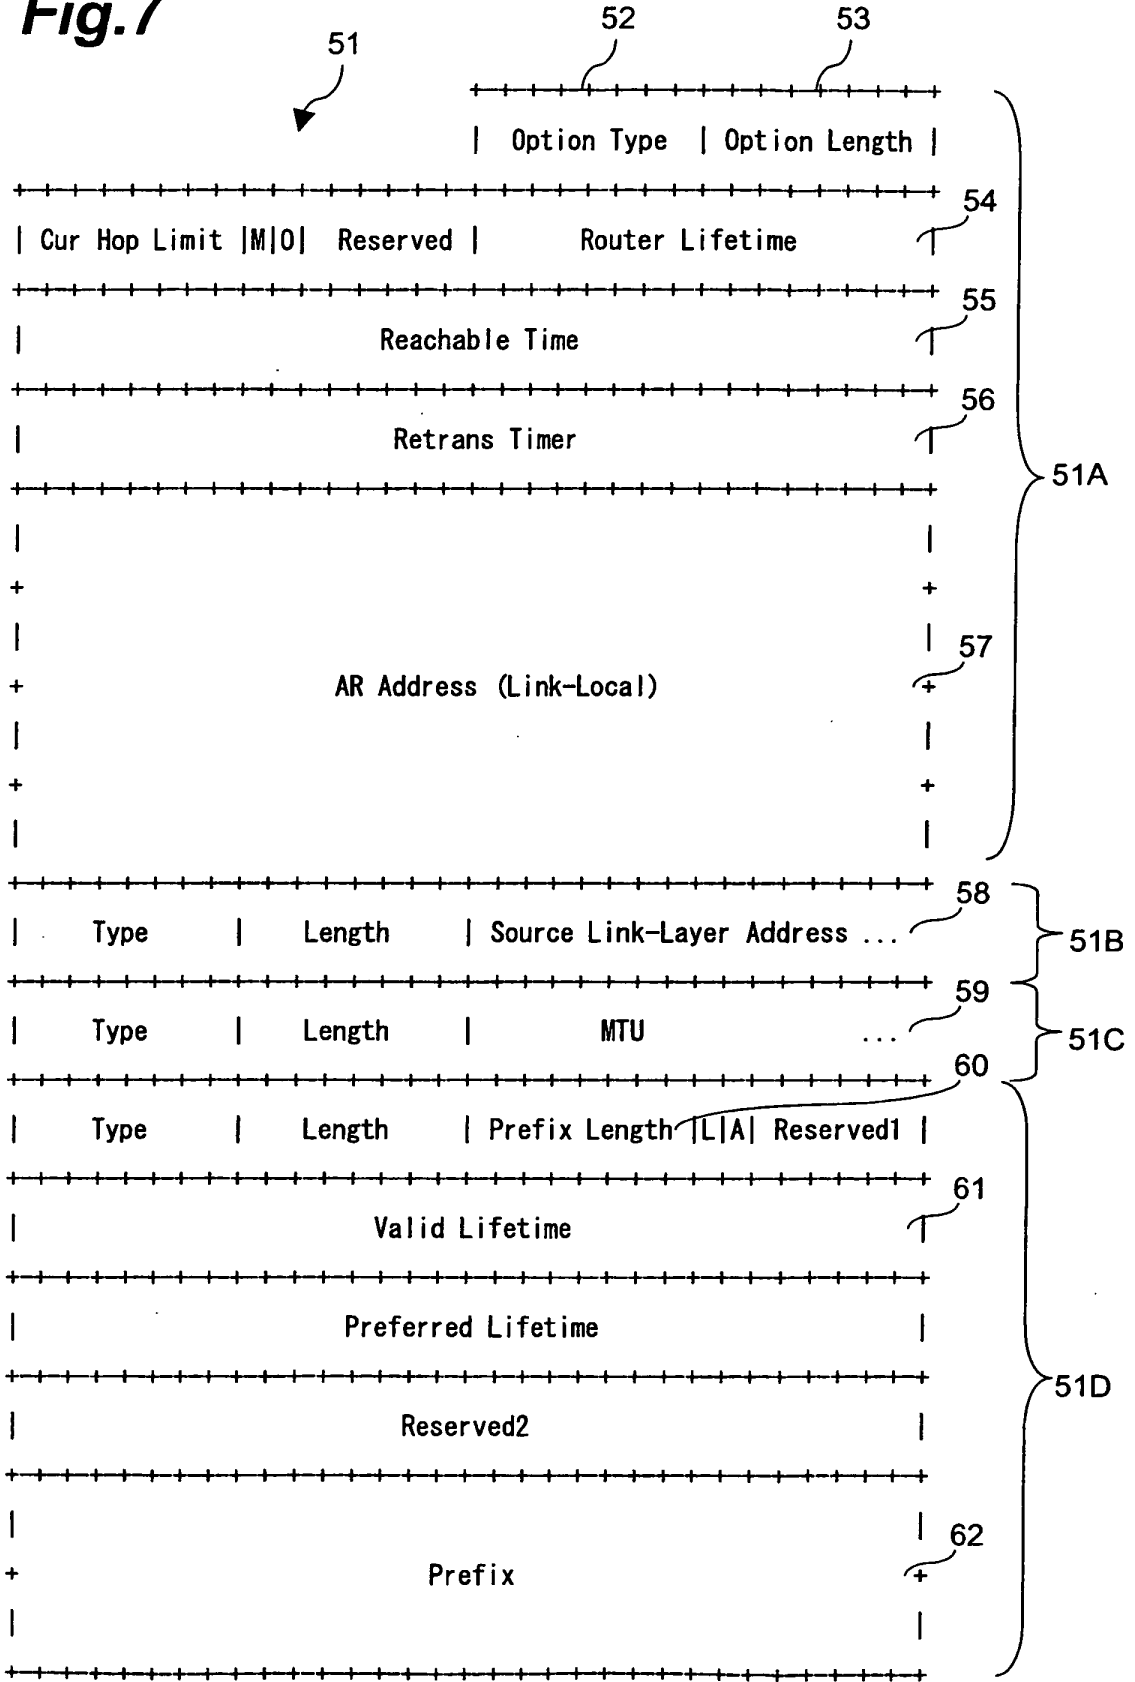 Fig.7
51
52
53
| Option Type | Option Length |
54
| Cur Hop Limit |M|O| Reserved | Router Lifetime |
55
| Reachable Time |
56
| Retrans Timer |
51A
57
AR Address (Link-Local)
58
| Type | Length | Source Link-Layer Address ...
51B
59
| Type | Length | MTU ...
51C
60
| Type | Length | Prefix Length |L|A| Reserved1 |
61
| Valid Lifetime |
| Preferred Lifetime |
51D
| Reserved2 |
62
Prefix